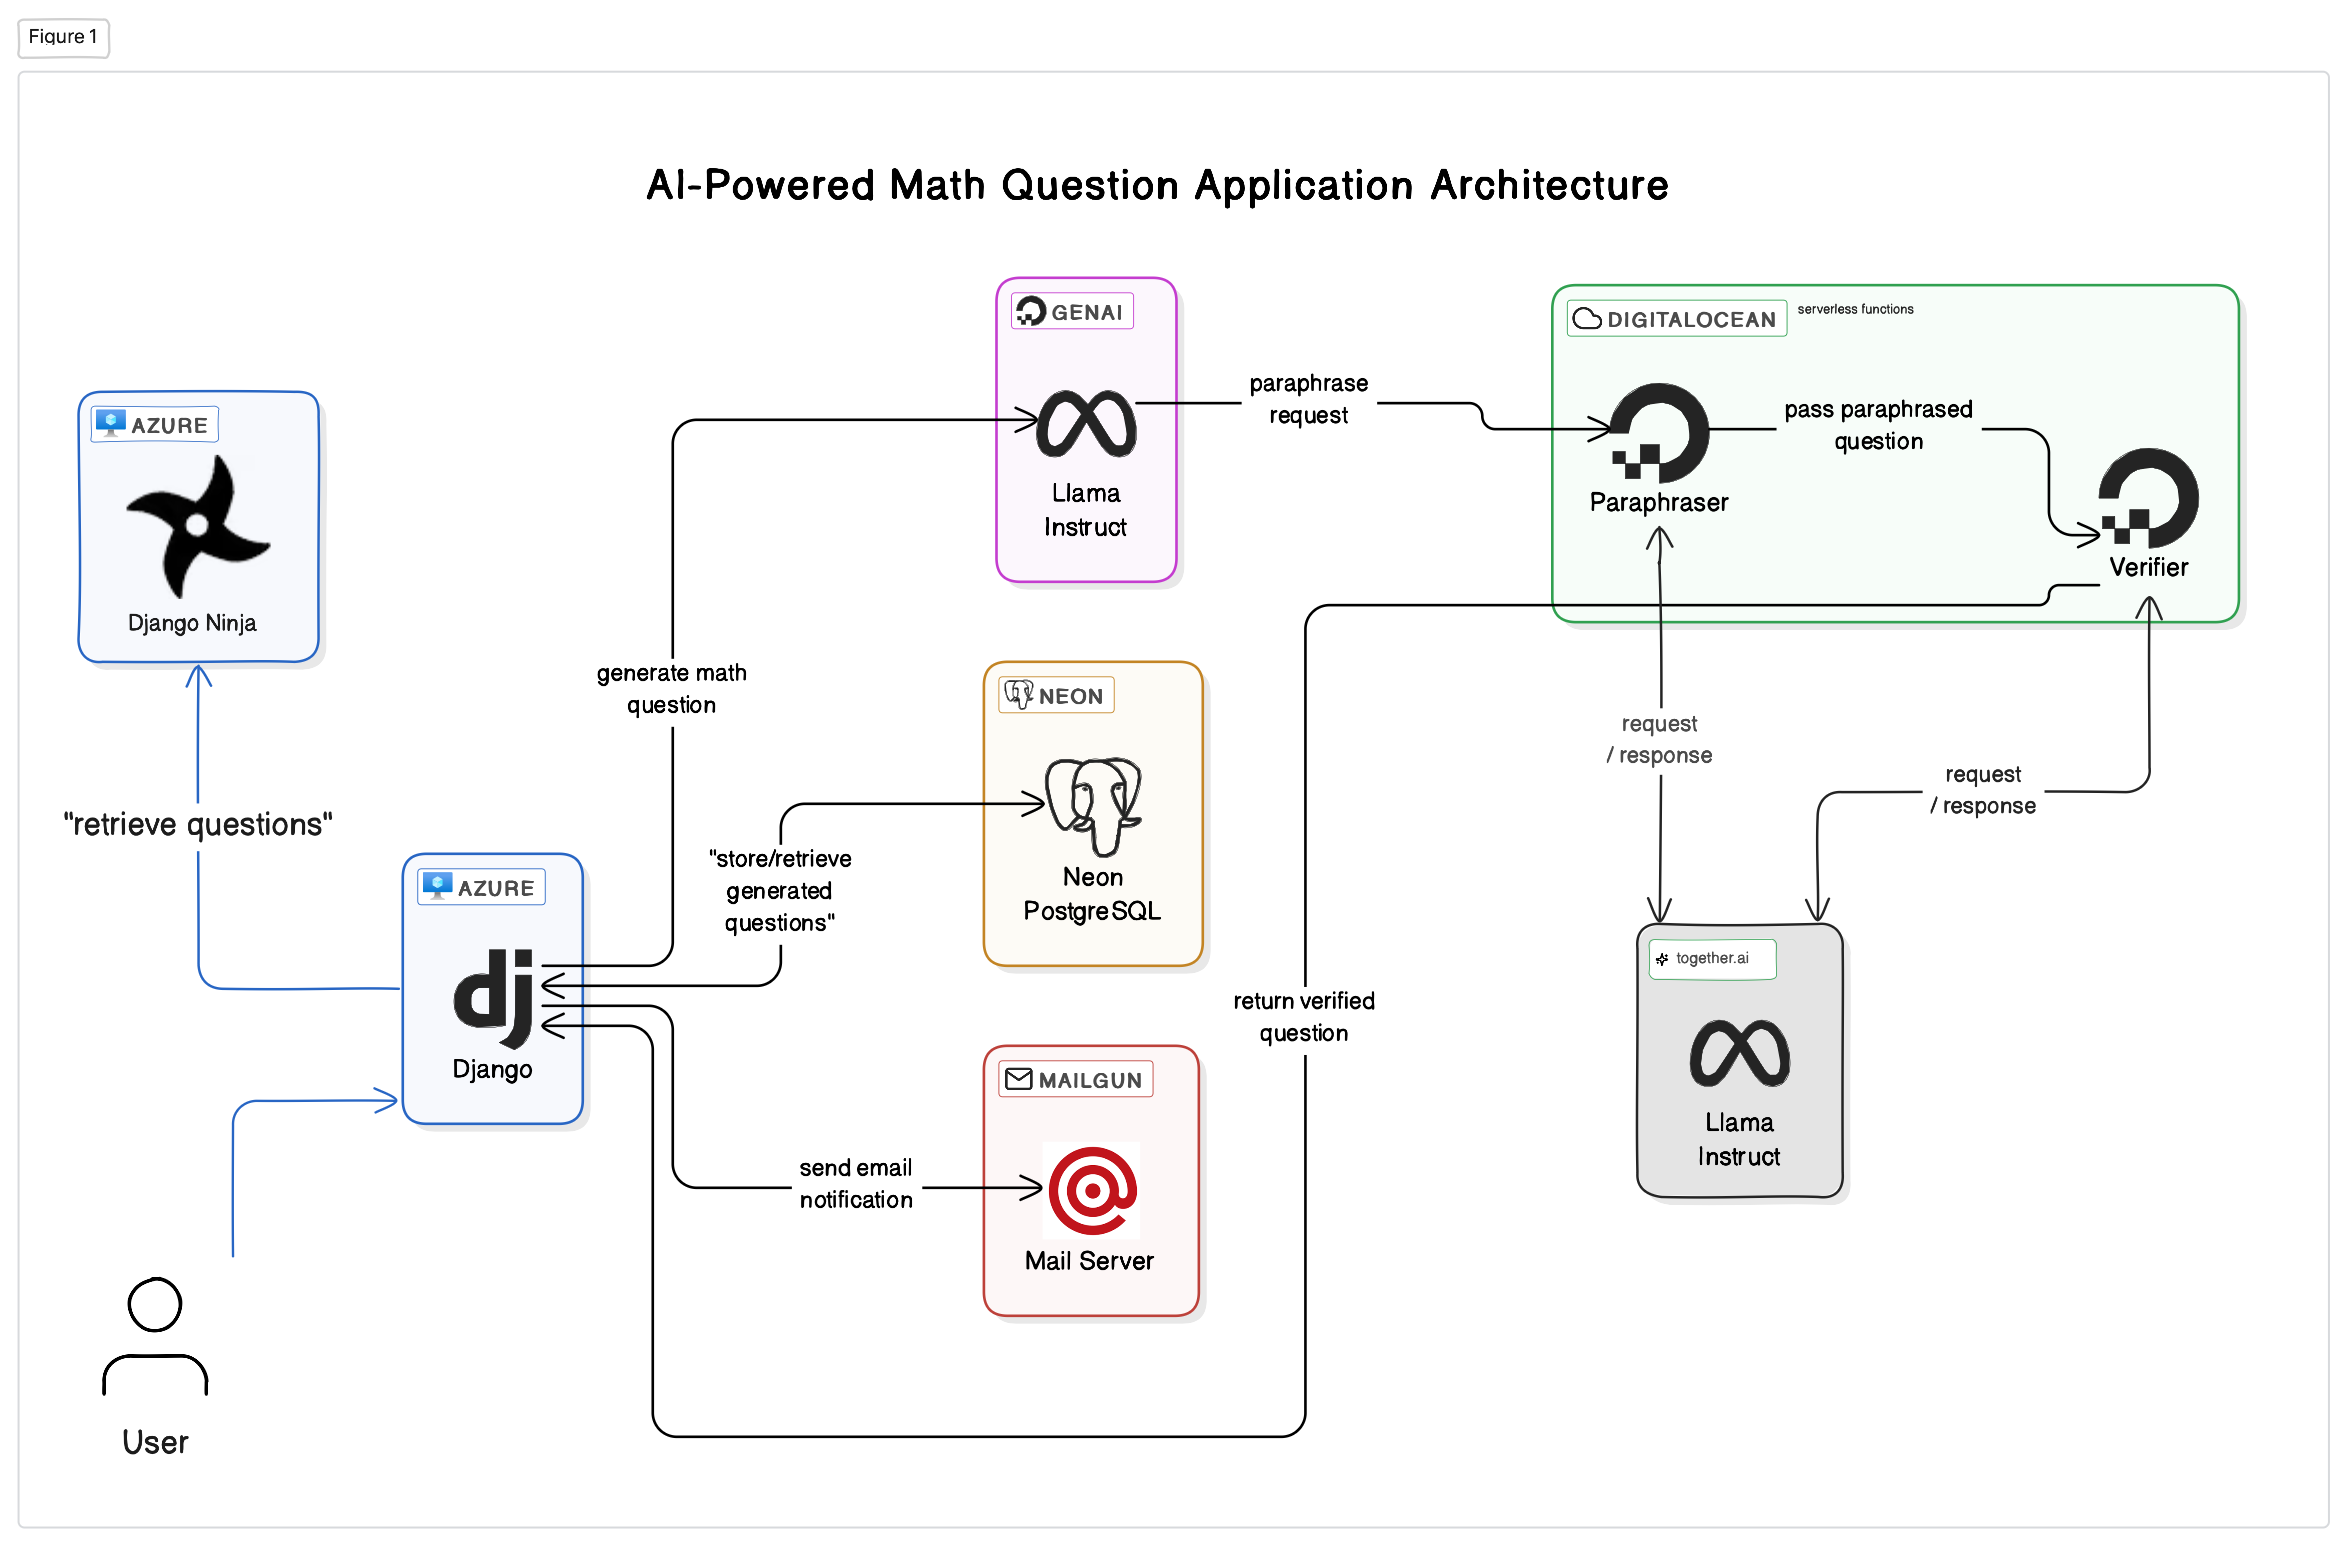 Figure 1
AI-Powered Math Question Application Architecture
GENAI
Llama
Instruct
paraphrase
request
DIGITALOCEAN
serverless functions
Paraphraser
pass paraphrased
question
Verifier
AZURE
Django Ninja
"retrieve questions"
generate math
question
NEON
Neon
PostgreSQL
"store/retrieve
generated
questions"
AZURE
dj
Django
request
/ response
request
/ response
return verified
question
together.ai
Llama
Instruct
MAILGUN
Mail Server
send email
notification
User